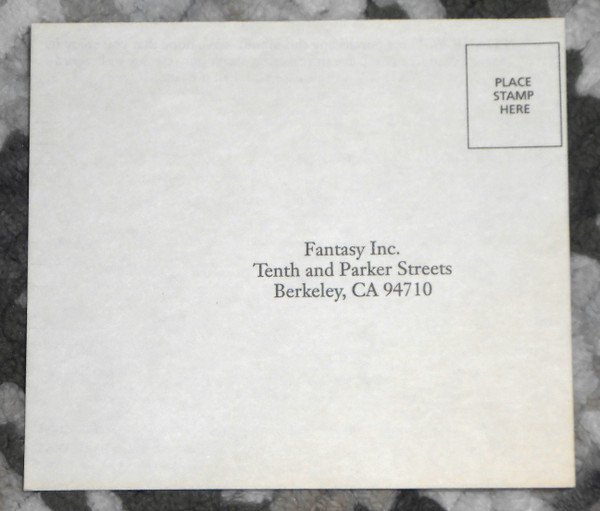 PLACE
STAMP
HERE
Fantasy Inc.
Tenth and Parker Streets
Berkeley, CA 94710